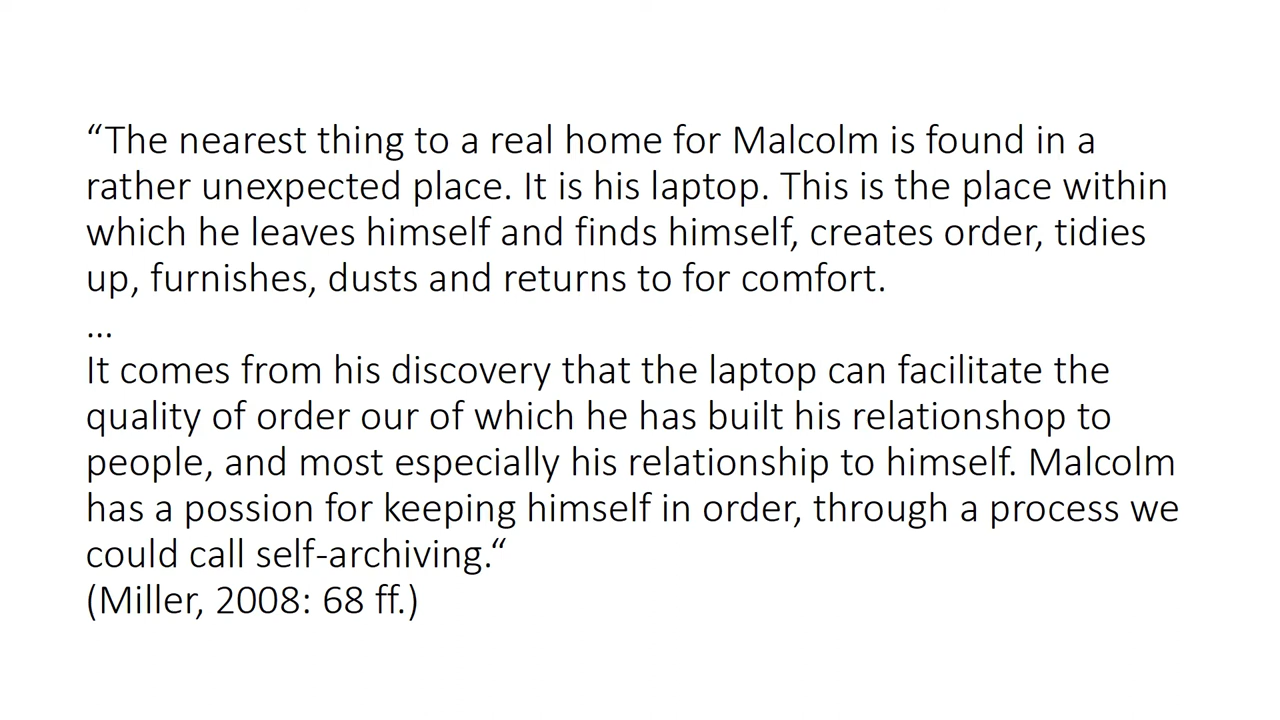 “The nearest thing to a real home for Malcolm is found in a
rather unexpected place. It is his laptop. This is the place within
which he leaves himself and finds himself, creates order, tidies
up, furnishes, dusts and returns to for comfort.
…
It comes from his discovery that the laptop can facilitate the
quality of order our of which he has built his relationshop to
people, and most especially his relationship to himself. Malcolm
has a possion for keeping himself in order, through a process we
could call self-archiving.“
(Miller, 2008: 68 ff.)